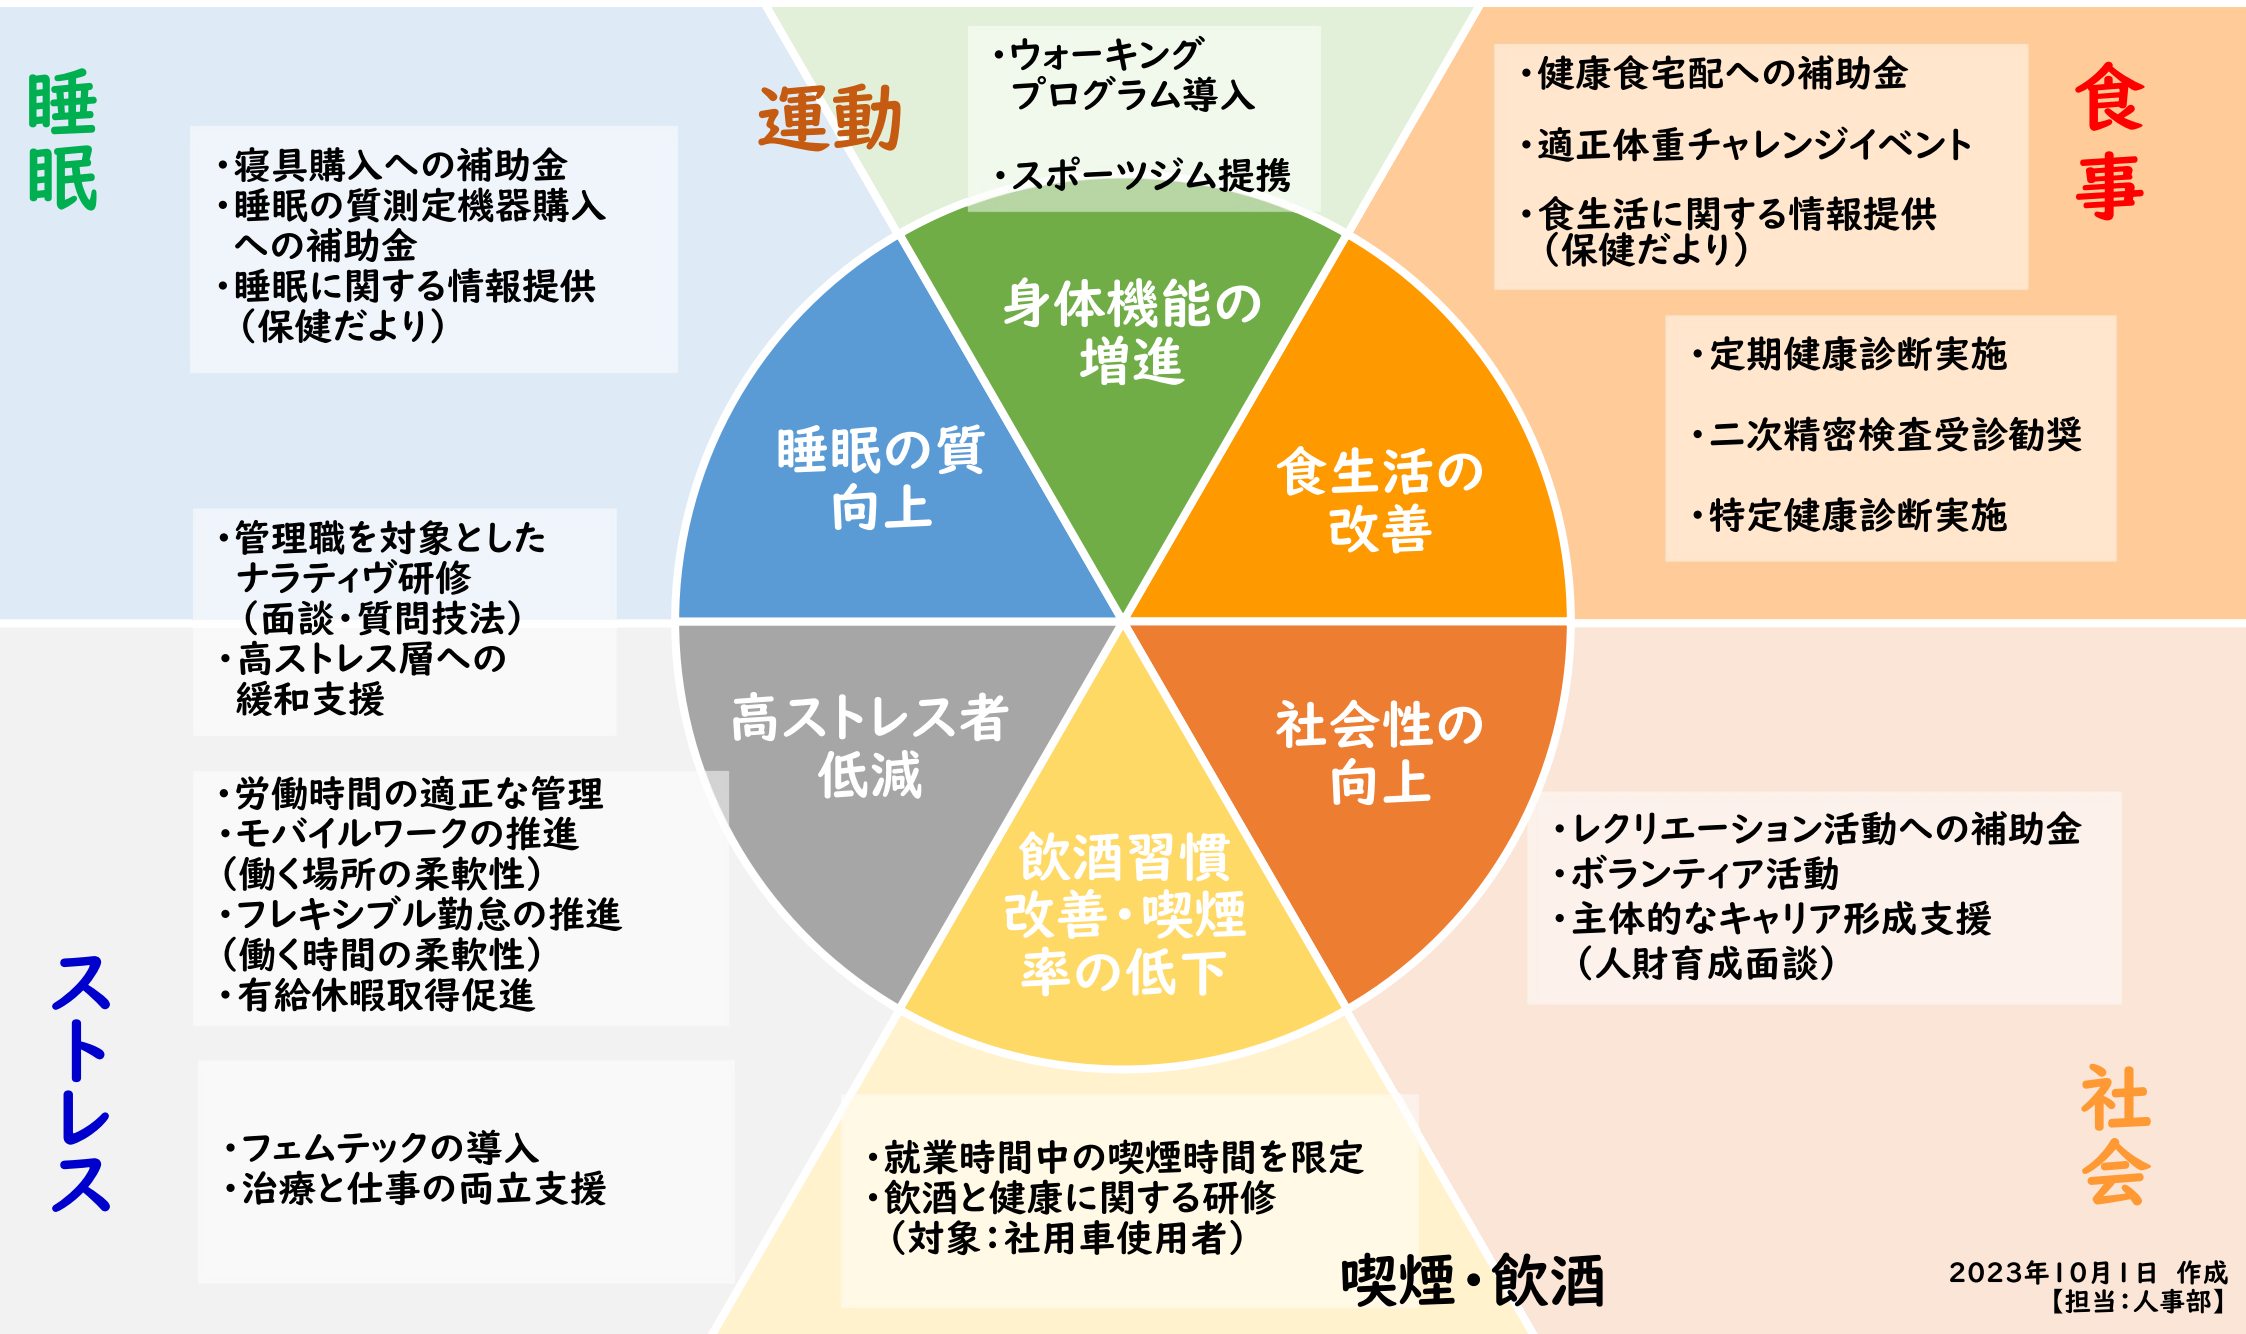 睡眠
・寝具購入への補助金
・睡眠の質測定機器購入
への補助金
・睡眠に関する情報提供
（保健だより）
運動
・ウォーキング
プログラム導入
・スポーツジム提携
食事
・健康食宅配への補助金
・適正体重チャレンジイベント
・食生活に関する情報提供
（保健だより）
・定期健康診断実施
・二次精密検査受診勧奨
・特定健康診断実施
身体機能の
増進
睡眠の質
向上
食生活の
改善
高ストレス者
低減
社会性の
向上
飲酒習慣
改善・喫煙
率の低下
・管理職を対象とした
ナラティヴ研修
（面談・質問技法）
・高ストレス層への
緩和支援
・労働時間の適正な管理
・モバイルワークの推進
（働く場所の柔軟性）
・フレキシブル勤怠の推進
（働く時間の柔軟性）
・有給休暇取得促進
・フェムテックの導入
・治療と仕事の両立支援
ストレス
・レクリエーション活動への補助金
・ボランティア活動
・主体的なキャリア形成支援
（人財育成面談）
社会
・就業時間中の喫煙時間を限定
・飲酒と健康に関する研修
（対象：社用車使用者）
喫煙・飲酒
2023年10月1日 作成
【担当：人事部】